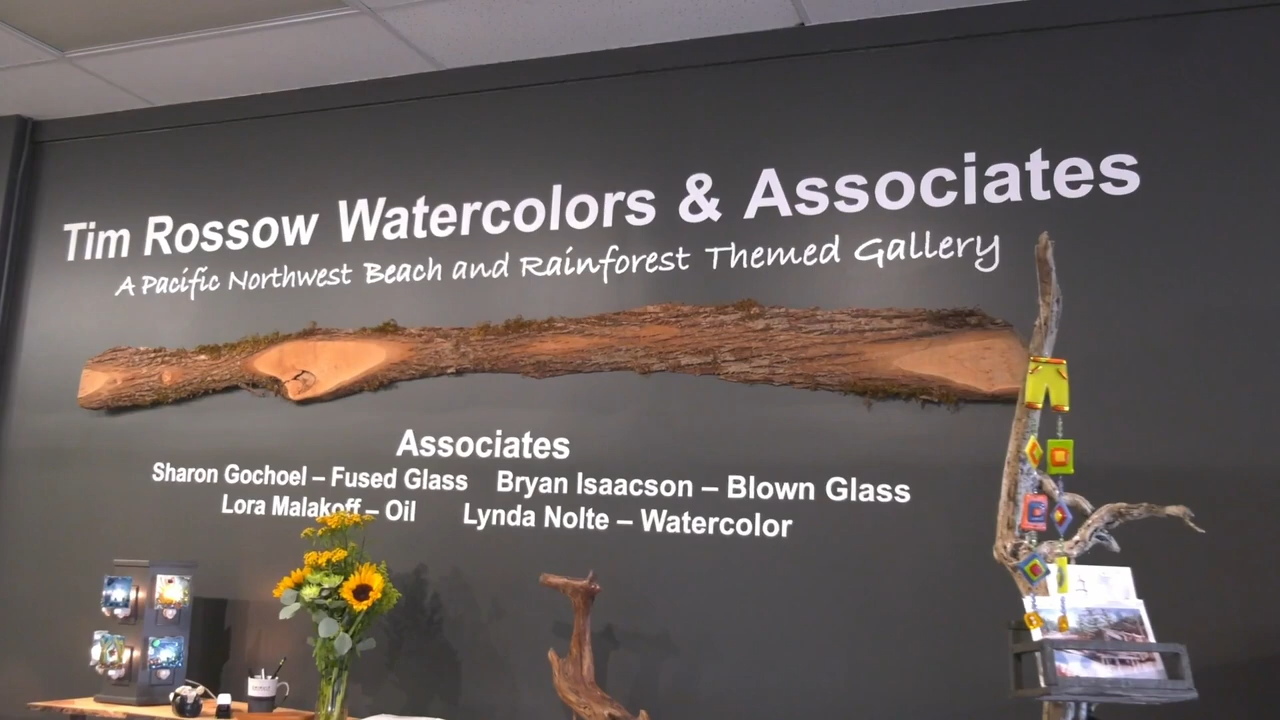 Tim Rossow Watercolors & Associates
A Pacific Northwest Beach and Rainforest Themed Gallery
Associates
Sharon Gochoel – Fused Glass Bryan Isaacson – Blown Glass
Lora Malakoff – Oil Lynda Nolte – Watercolor